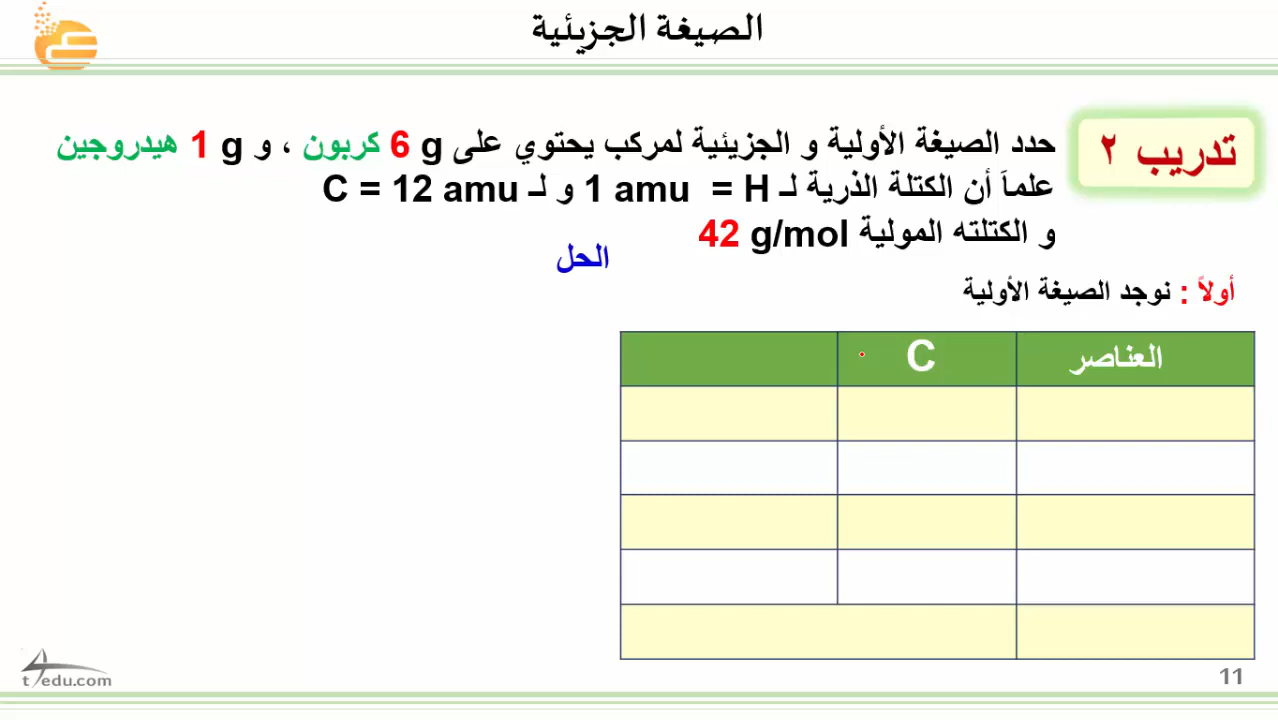 الصيغة الجزيئية
تدريب ٢
حدد الصيغة الأولية و الجزيئية لمركب يحتوي على 6 g كربون ، و 1 g هيدروجين
علماَ أن الكتلة الذرية لـ 1 amu = H و لـ C = 12 amu
و الكتلته المولية 42 g/mol
الحل
أولاً : نوجد الصيغة الأولية
العناصر C
t4edu.com
11